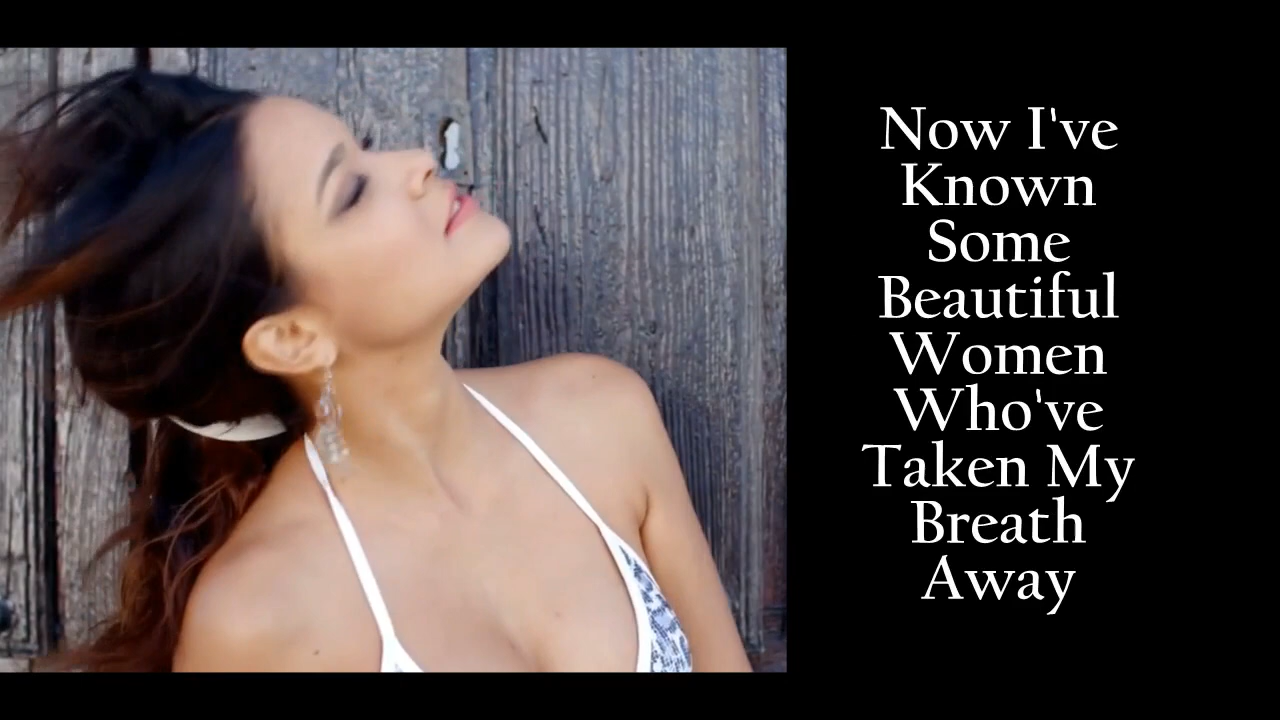 Now I've
Known
Some
Beautiful
Women
Who've
Taken My
Breath
Away